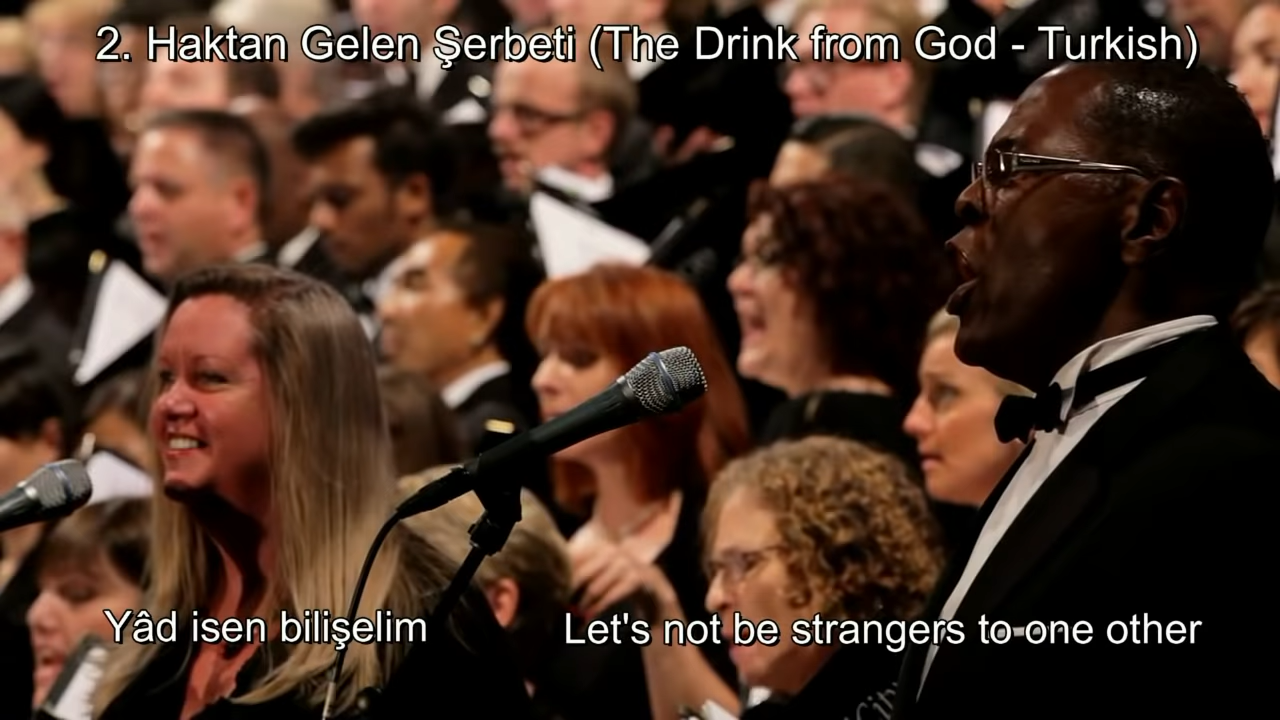 2. Haktan Gelen Şerbeti (The Drink from God - Turkish)
Yâd isen bilişelim
Let's not be strangers to one other